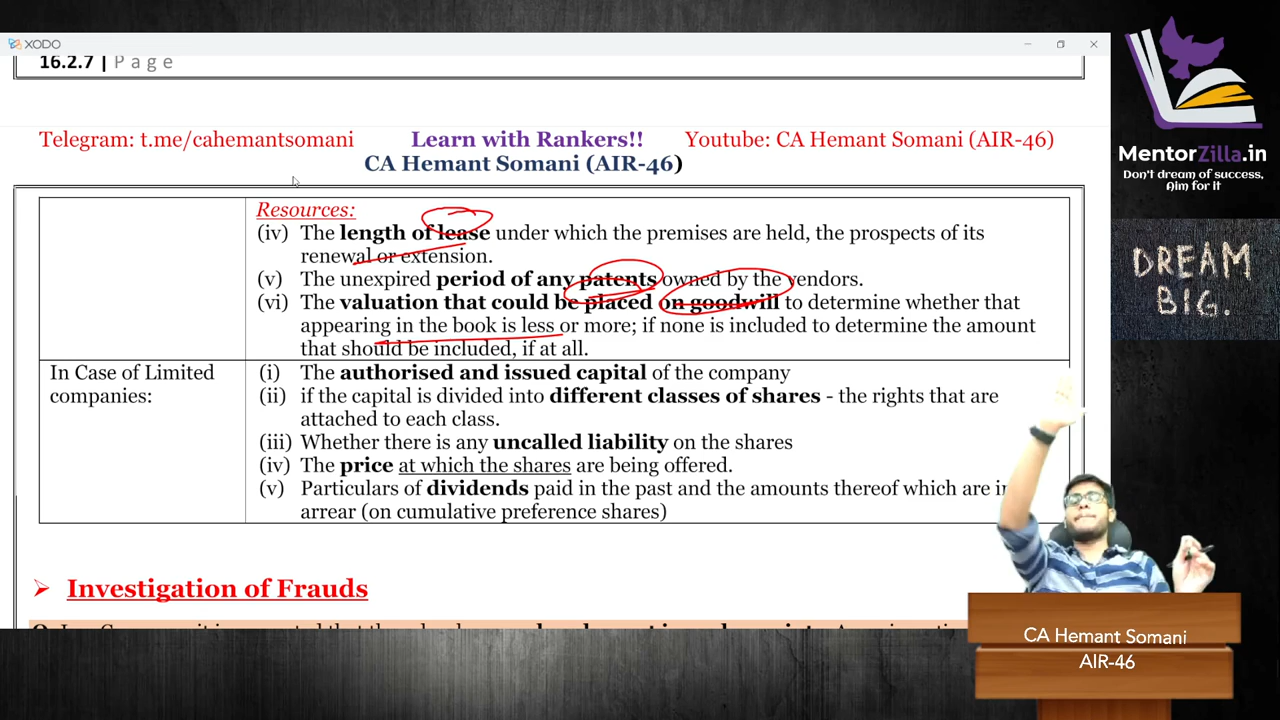 XODO
16.2.7 | Page
Telegram: t.me/cahemantsomani Learn with Rankers!! Youtube: CA Hemant Somani (AIR-46)
CA Hemant Somani (AIR-46)
Resources:
(iv) The length of lease under which the premises are held, the prospects of its
renewal or extension.
(v) The unexpired period of any patents owned by the vendors.
(vi) The valuation that could be placed on goodwill to determine whether that
appearing in the book is less or more; if none is included to determine the amount
that should be included, if at all.
In Case of Limited
companies:
(i) The authorised and issued capital of the company
(ii) if the capital is divided into different classes of shares - the rights that are
attached to each class.
(iii) Whether there is any uncalled liability on the shares
(iv) The price at which the shares are being offered.
(v) Particulars of dividends paid in the past and the amounts thereof which are in
arrear (on cumulative preference shares)
Investigation of Frauds
MentorZilla.in
Don't dream of success,
Aim for it
DREAM
BIG.
CA Hemant Somani
AIR-46